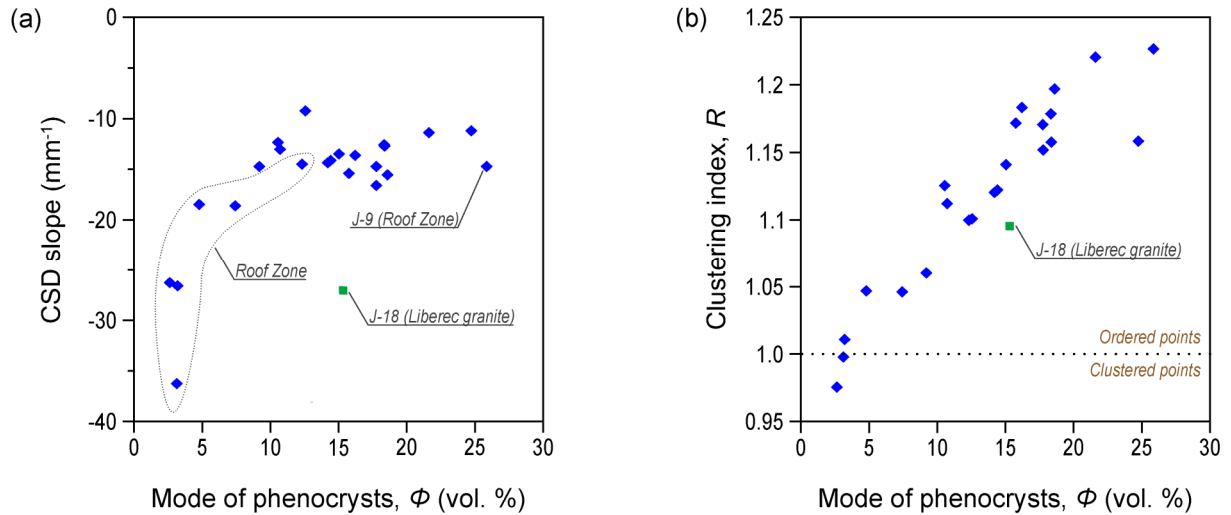 (a)
0
-10
-20
-30
-40
CSD slope (mm⁻¹)
J-9 (Roof Zone)
Roof Zone
J-18 (Liberec granite)
0
5
10
15
20
25
30
Mode of phenocrysts, Φ (vol. %)
(b)
1.25
1.2
1.15
1.1
1.05
1.0
0.95
Clustering index, R
J-18 (Liberec granite)
Ordered points
Clustered points
0
5
10
15
20
25
30
Mode of phenocrysts, Φ (vol. %)